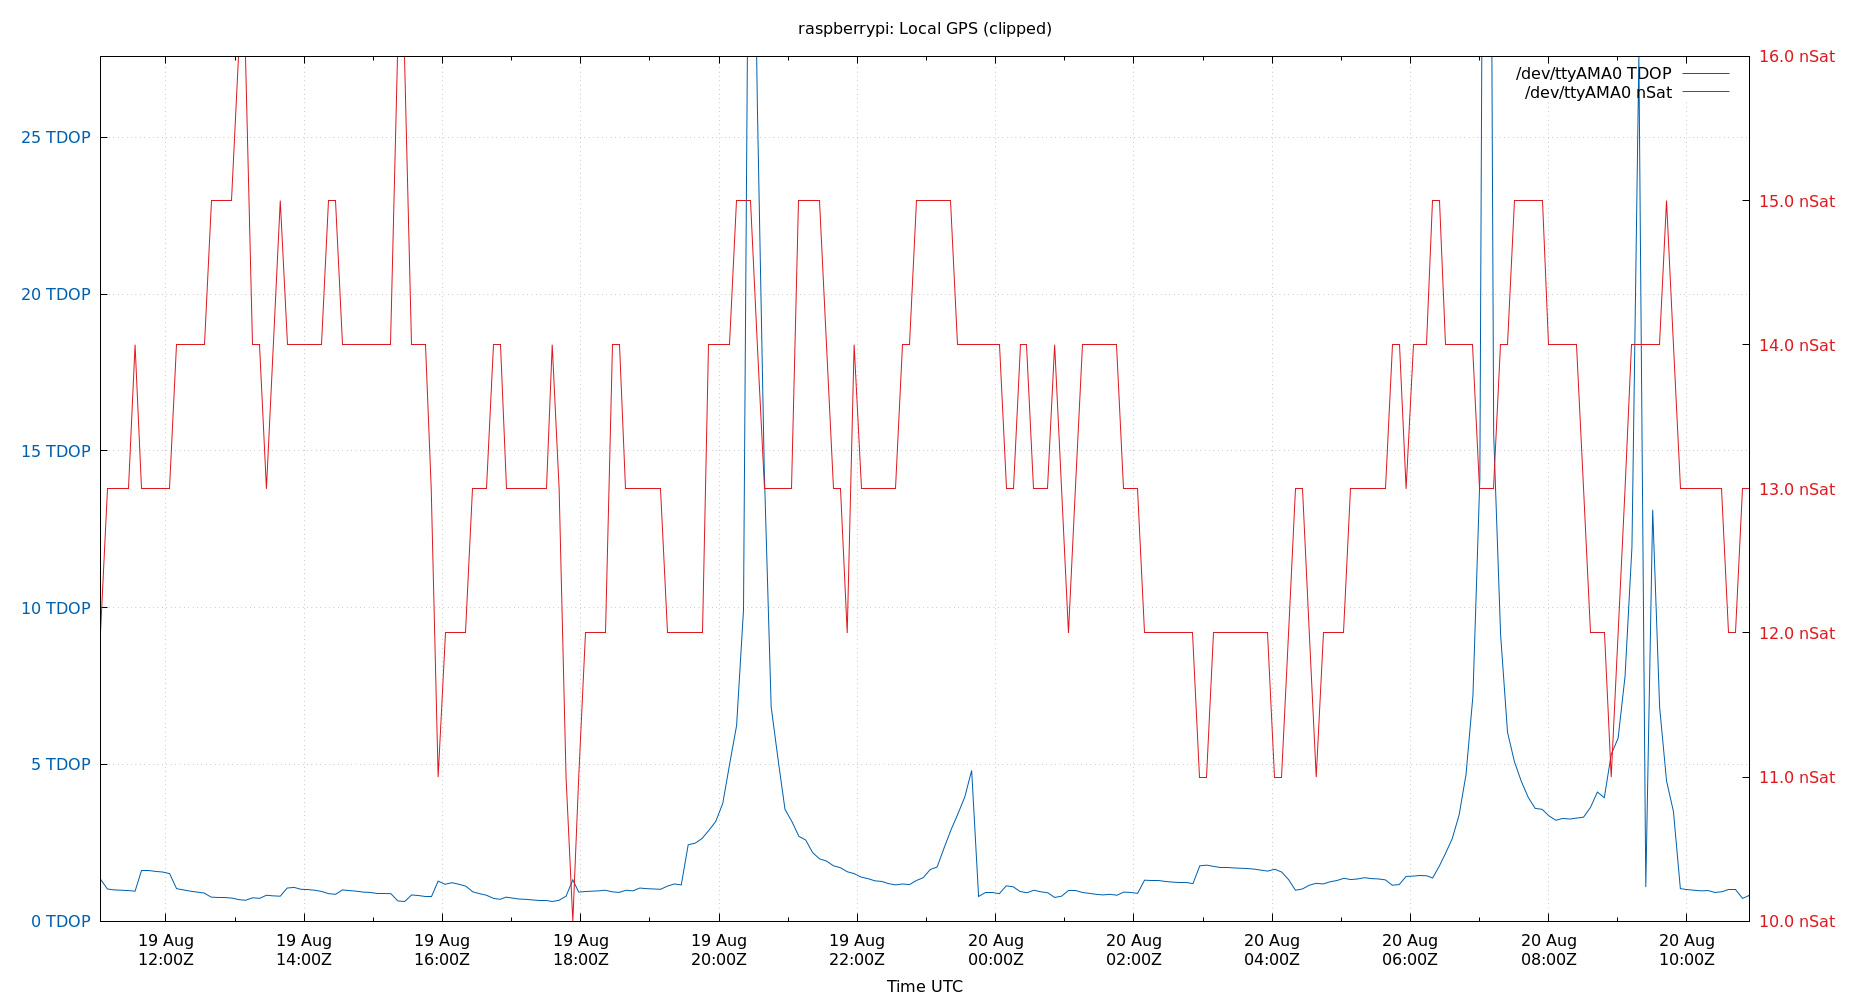 raspberrypi: Local GPS (clipped)
/dev/ttyAMA0 TDOP
/dev/ttyAMA0 nSat
25 TDOP
20 TDOP
15 TDOP
10 TDOP
5 TDOP
0 TDOP
16.0 nSat
15.0 nSat
14.0 nSat
13.0 nSat
12.0 nSat
11.0 nSat
10.0 nSat
19 Aug
12:00Z
19 Aug
14:00Z
19 Aug
16:00Z
19 Aug
18:00Z
19 Aug
20:00Z
19 Aug
22:00Z
20 Aug
00:00Z
20 Aug
02:00Z
20 Aug
04:00Z
20 Aug
06:00Z
20 Aug
08:00Z
20 Aug
10:00Z
Time UTC